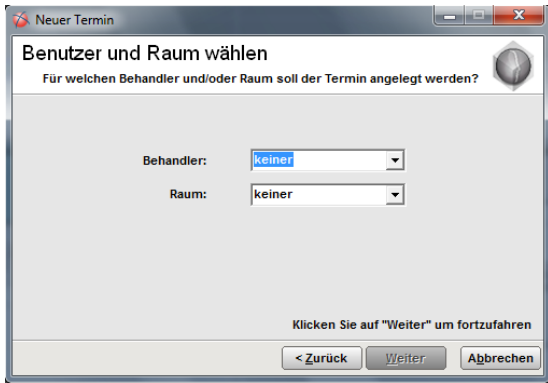 Neuer Termin
Benutzer und Raum wählen
Für welchen Behandler und/oder Raum soll der Termin angelegt werden?
Behandler: keiner
Raum: keiner
Klicken Sie auf "Weiter" um fortzufahren
< Zurück Weiter Abbrechen